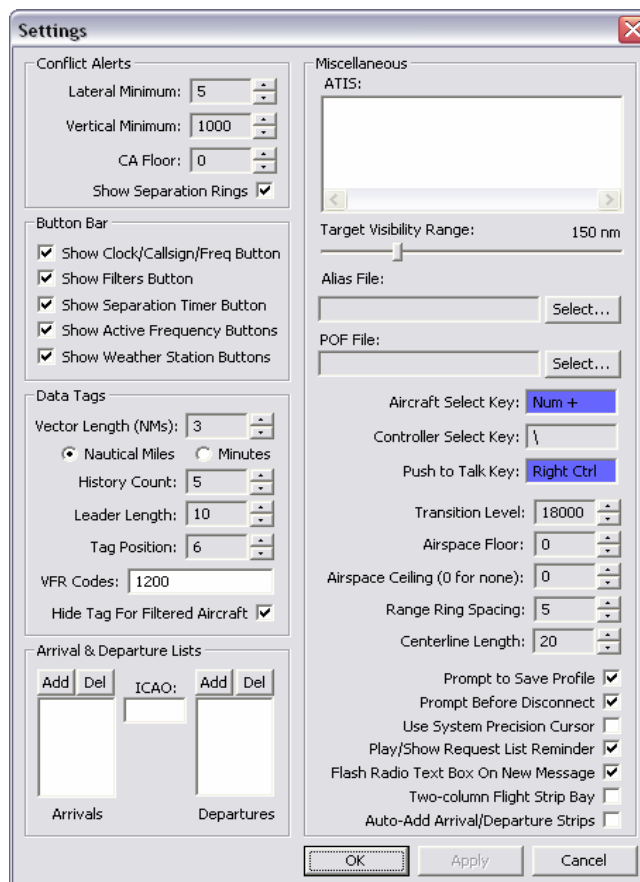 Settings
Conflict Alerts
Lateral Minimum: 5
Vertical Minimum: 1000
CA Floor: 0
Show Separation Rings
Button Bar
Show Clock/Callsign/Freq Button
Show Filters Button
Show Separation Timer Button
Show Active Frequency Buttons
Show Weather Station Buttons
Data Tags
Vector Length (NMs): 3
Nautical Miles Minutes
History Count: 5
Leader Length: 10
Tag Position: 6
VFR Codes: 1200
Hide Tag For Filtered Aircraft
Arrival & Departure Lists
Add Del ICAO: Add Del
Arrivals Departures
Miscellaneous
ATIS:
Target Visibility Range: 150 nm
Alias File:
Select...
POF File:
Select...
Aircraft Select Key: Num +
Controller Select Key: \
Push to Talk Key: Right Ctrl
Transition Level: 18000
Airspace Floor: 0
Airspace Ceiling (0 for none): 0
Range Ring Spacing: 5
Centerline Length: 20
Prompt to Save Profile
Prompt Before Disconnect
Use System Precision Cursor
Play/Show Request List Reminder
Flash Radio Text Box On New Message
Two-column Flight Strip Bay
Auto-Add Arrival/Departure Strips
OK Apply Cancel